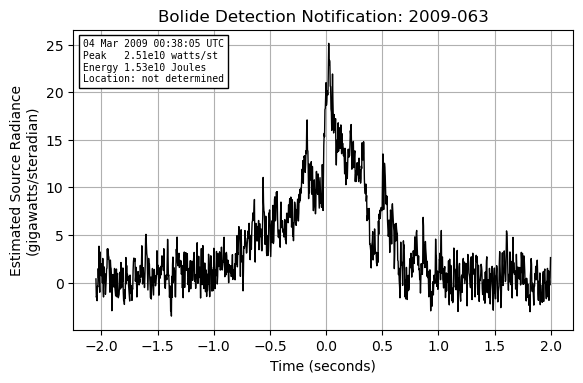 Bolide Detection Notification: 2009-063
04 Mar 2009 00:38:05 UTC
Peak   2.51e10 watts/st
Energy 1.53e10 Joules
Location: not determined
Estimated Source Radiance
(gigawatts/steradian)
25
20
15
10
5
0
−2.0 −1.5 −1.0 −0.5 0.0 0.5 1.0 1.5 2.0
Time (seconds)